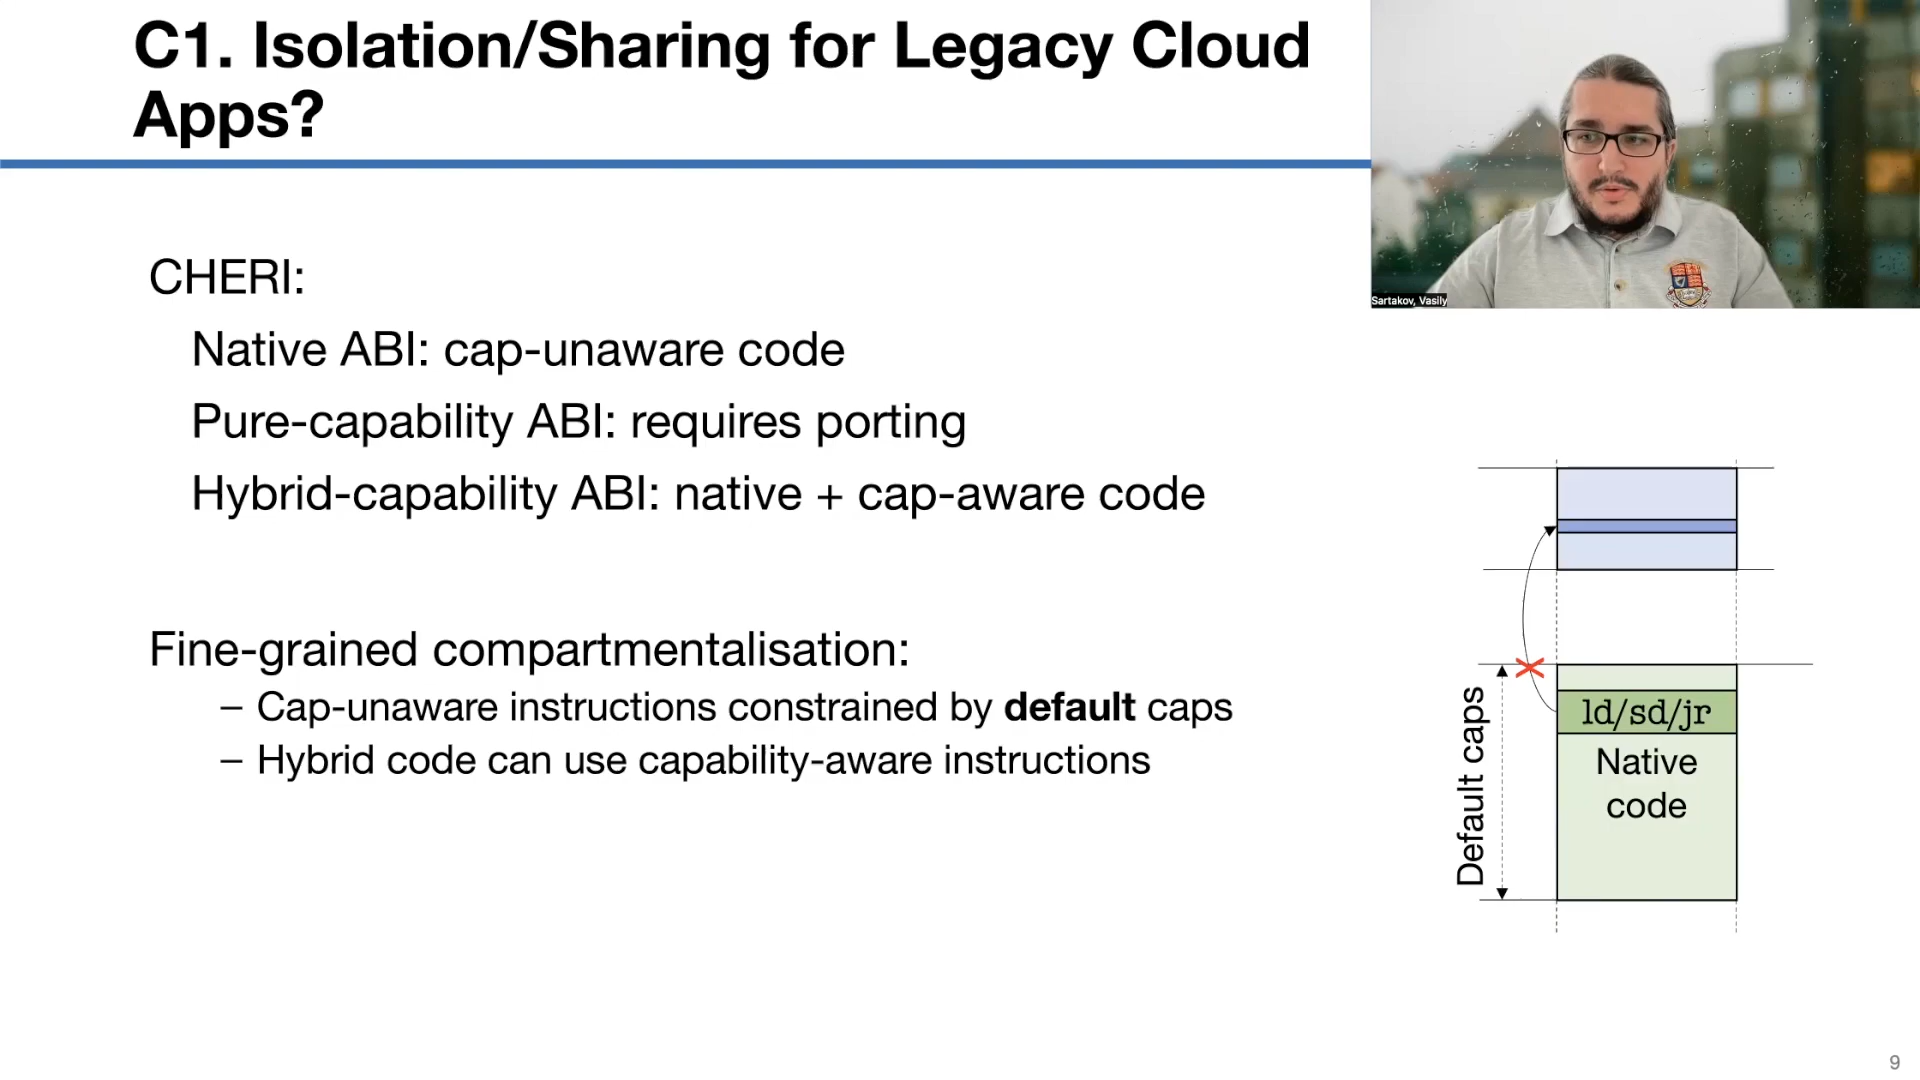 C1. Isolation/Sharing for Legacy Cloud
Apps?
Sartakov, Vasily
CHERI:
Native ABI: cap-unaware code
Pure-capability ABI: requires porting
Hybrid-capability ABI: native + cap-aware code
Fine-grained compartmentalisation:
– Cap-unaware instructions constrained by default caps
– Hybrid code can use capability-aware instructions
Default caps
ld/sd/jr
Native
code
9